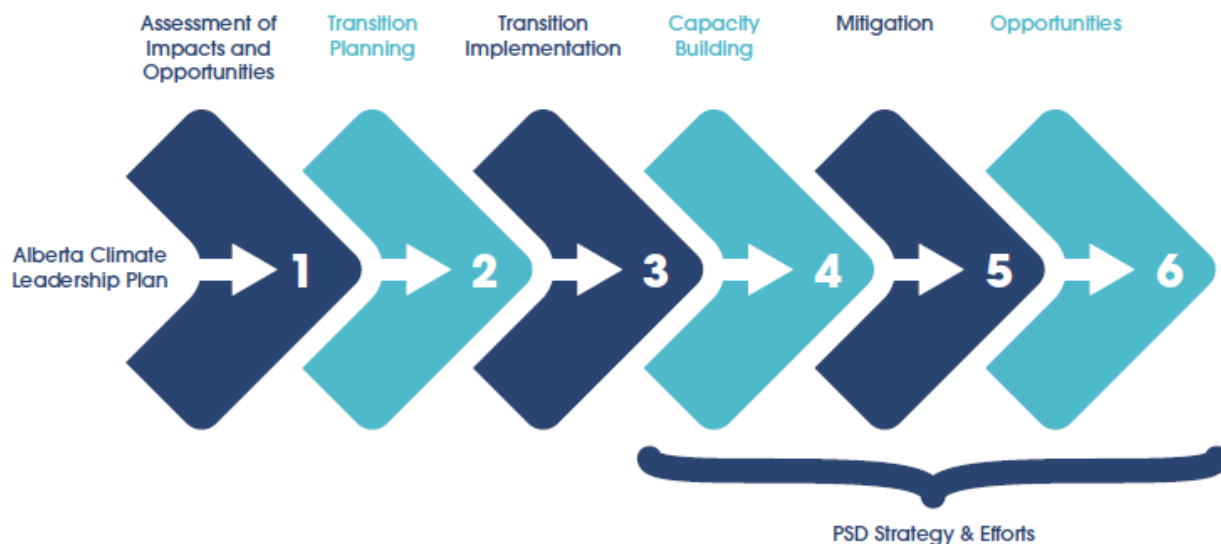 Assessment of
Impacts and
Opportunities
Transition
Planning
Transition
Implementation
Capacity
Building
Mitigation
Opportunities
Alberta Climate
Leadership Plan
1
2
3
4
5
6
PSD Strategy & Efforts